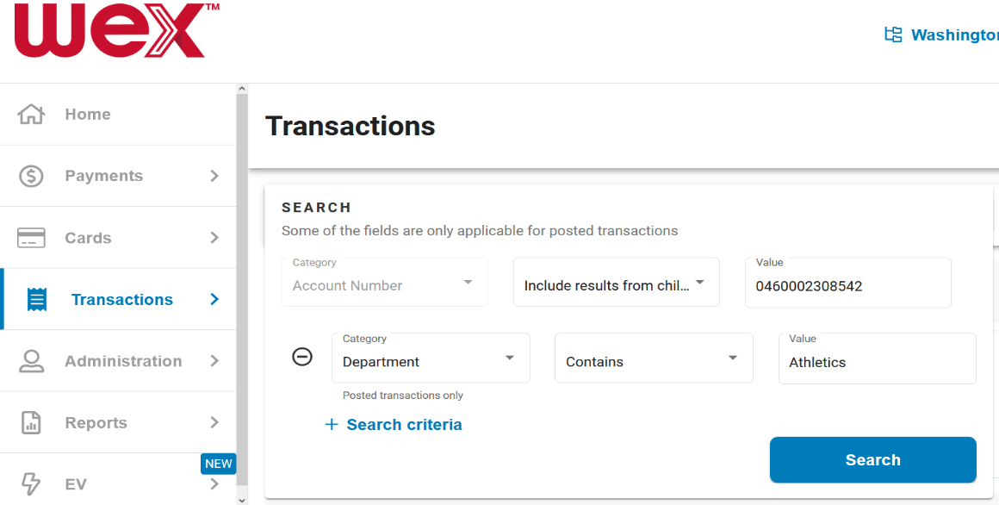 wex™
Washington
Home
Payments
Cards
Transactions
Administration
Reports
NEW
EV
Transactions
SEARCH
Some of the fields are only applicable for posted transactions
Category
Account Number
Include results from chil...
Value
0460002308542
Category
Department
Contains
Value
Athletics
Posted transactions only
+ Search criteria
Search